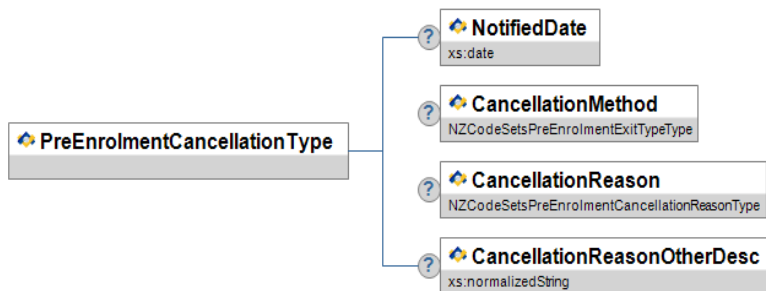 ?
NotifiedDate
xs:date
?
CancellationMethod
NZCodeSetsPreEnrolmentExitTypeType
PreEnrolmentCancellationType
?
CancellationReason
NZCodeSetsPreEnrolmentCancellationReasonType
?
CancellationReasonOtherDesc
xs:normalizedString